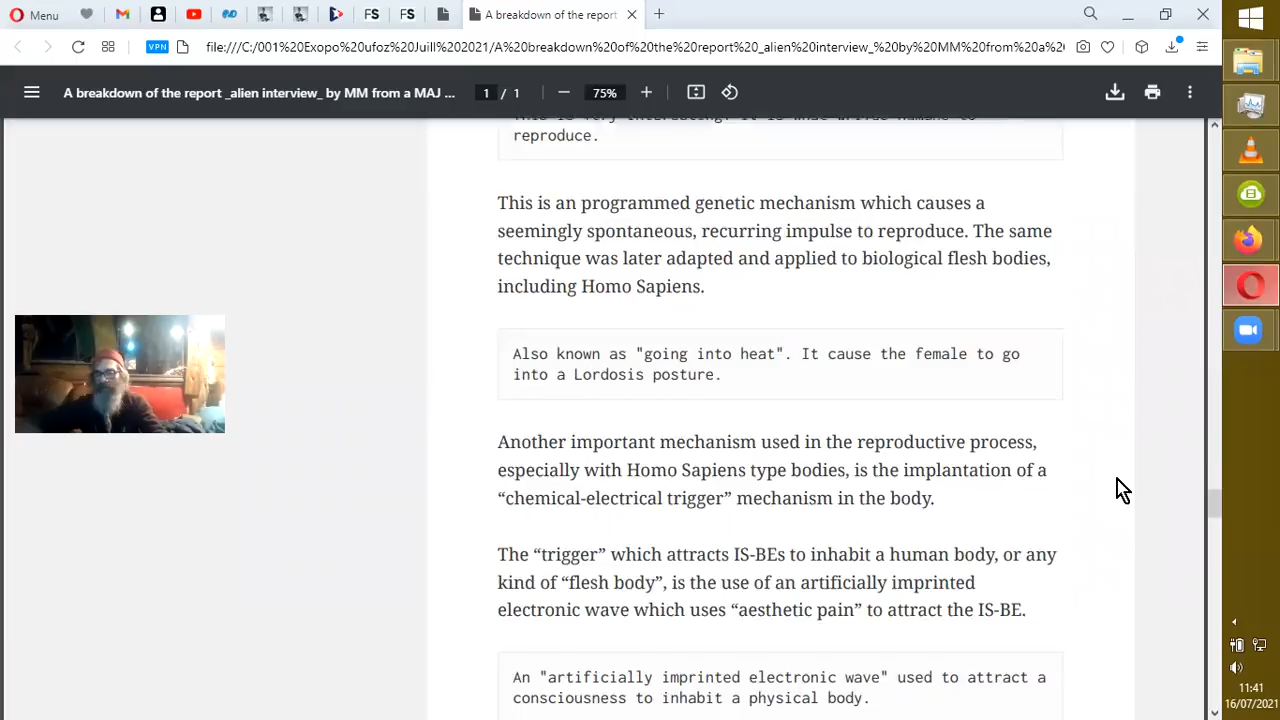 Menu
FS
FS
A breakdown of the report
VPN
file:///C:/001%20Exopo%20ufoz%20Juill%202021/A%20breakdown%20of%20the%20report%20_alien%20interview_%20by%20MM%20from%20a%2(
A breakdown of the report _alien interview_ by MM from a MAJ ...
1 / 1
75%
reproduce.
This is an programmed genetic mechanism which causes a
seemingly spontaneous, recurring impulse to reproduce. The same
technique was later adapted and applied to biological flesh bodies,
including Homo Sapiens.
Also known as "going into heat". It cause the female to go
into a Lordosis posture.
Another important mechanism used in the reproductive process,
especially with Homo Sapiens type bodies, is the implantation of a
“chemical-electrical trigger” mechanism in the body.
The “trigger” which attracts IS-BEs to inhabit a human body, or any
kind of “flesh body”, is the use of an artificially imprinted
electronic wave which uses “aesthetic pain” to attract the IS-BE.
An "artificially imprinted electronic wave" used to attract a
consciousness to inhabit a physical body.
11:41
16/07/2021